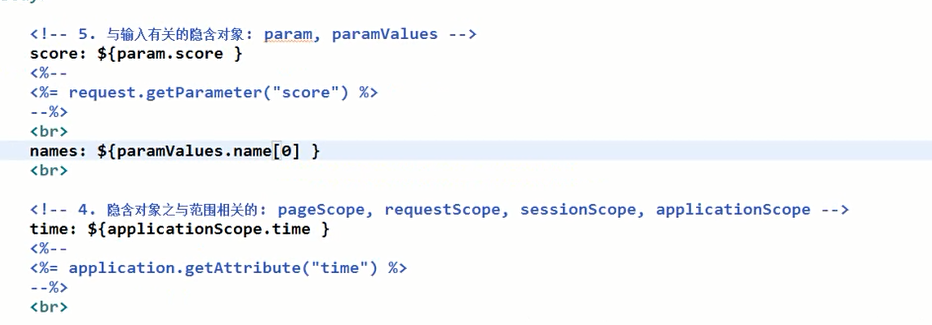 <!-- 5. 与输入有关的隐含对象: param, paramValues -->
score: ${param.score }
<%--
<%= request.getParameter("score") %>
--%>
<br>
names: ${paramValues.name[0] }
<br>
<!-- 4. 隐含对象之与范围相关的: pageScope, requestScope, sessionScope, applicationScope -->
time: ${applicationScope.time }
<%--
<%= application.getAttribute("time") %>
--%>
<br>